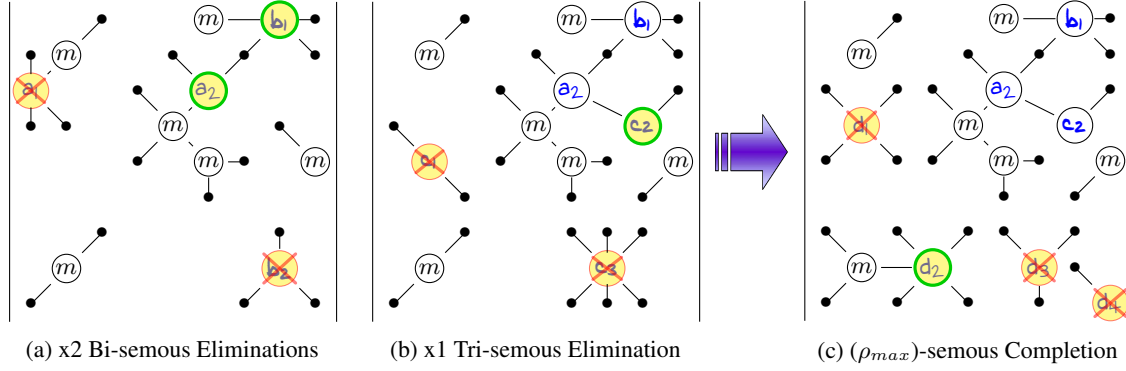 m b₁
m
a₁ a₂
m
m m
m b₂
(a) x2 Bi-semous Eliminations
m b₁
a₂
m c₂
c₁ m m
c₃
(b) x1 Tri-semous Elimination
m b₁
m
a₂
d₁ m c₂
m m
m d₂ d₃
d₄
(c) (ρₘₐₓ)-semous Completion